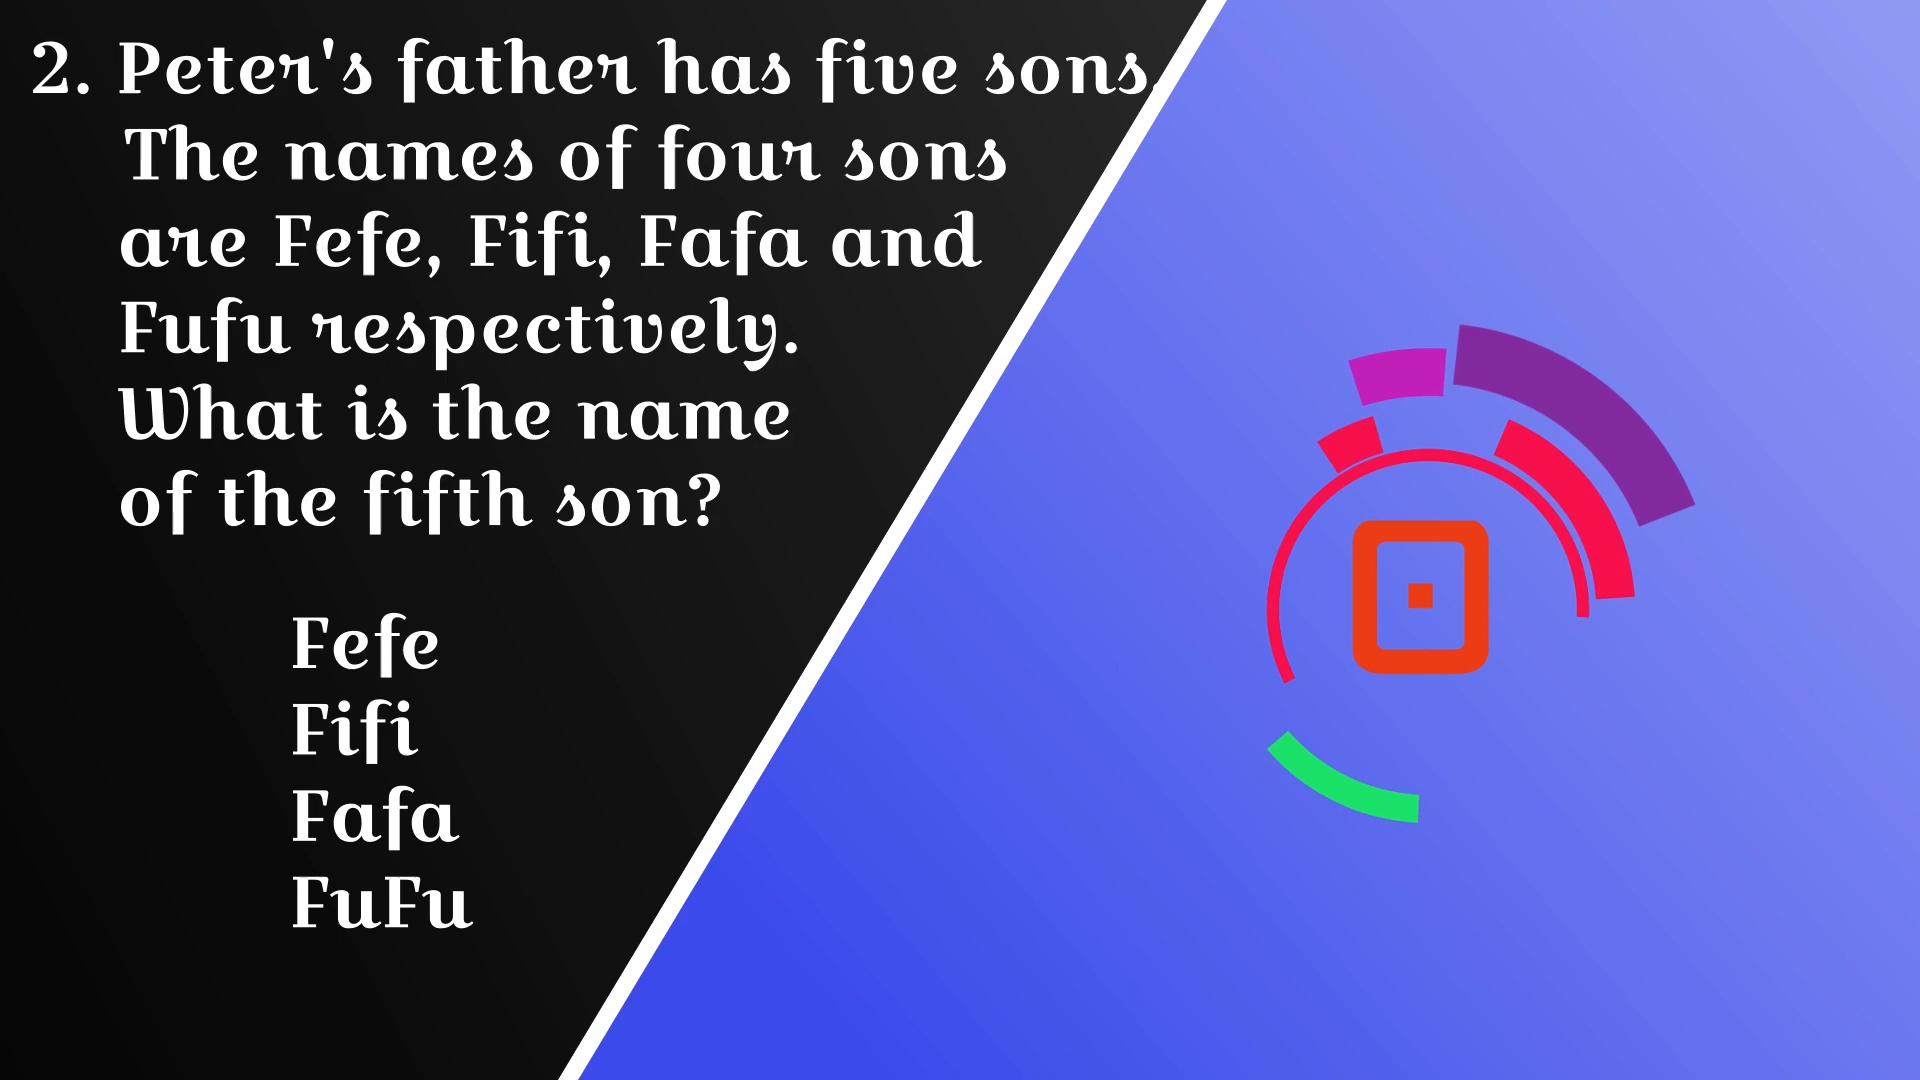 2. Peter's father has five sons.
The names of four sons
are Fefe, Fifi, Fafa and
Fufu respectively.
What is the name
of the fifth son?
Fefe
Fifi
Fafa
FuFu
0